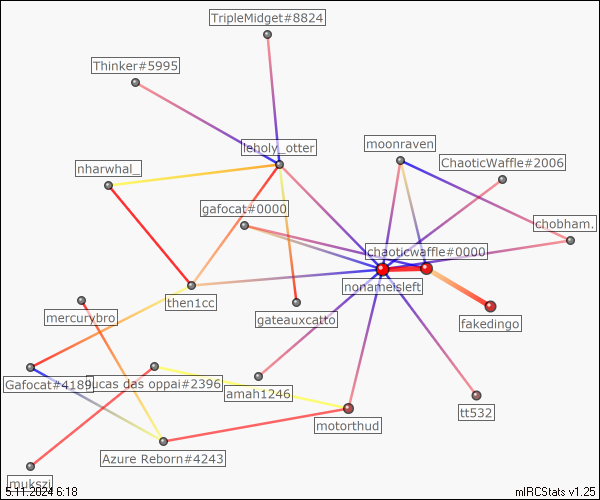 TripleMidget#8824
Thinker#5995
leholy_otter
moonraven
ChaoticWaffle#2006
nharwhal_
gafocat#0000
chobham.
chaoticwaffle#0000
nonamnisleft
then1cc
gateauxcatto
mercurybro
fakedingo
Gafocat#4189
lucas das oppai#2396
amah1246
tt532
motorthud
Azure Reborn#4243
mukszi
5.11.2024 6:18
mIRCStats v1.25